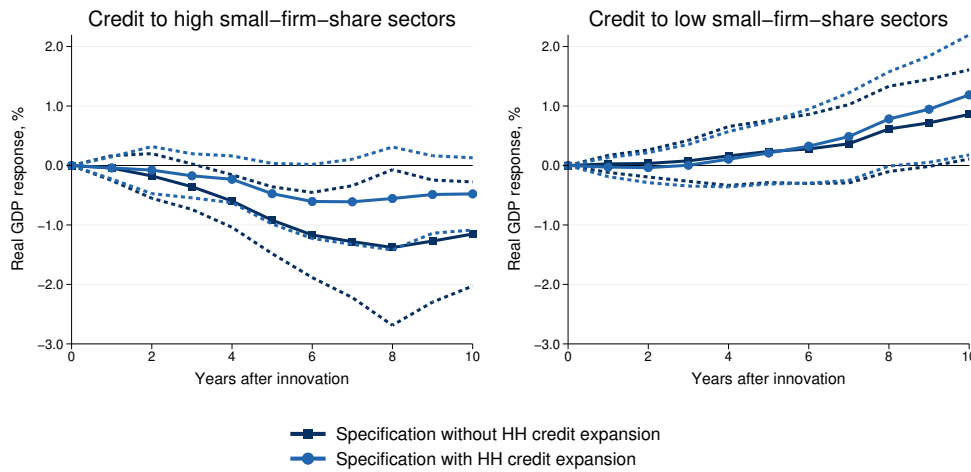 Credit to high small−firm−share sectors
Credit to low small−firm−share sectors
Real GDP response, %
2.0
1.0
0.0
−1.0
−2.0
−3.0
0 2 4 6 8 10
Years after innovation
Real GDP response, %
2.0
1.0
0.0
−1.0
−2.0
−3.0
0 2 4 6 8 10
Years after innovation
Specification without HH credit expansion
Specification with HH credit expansion